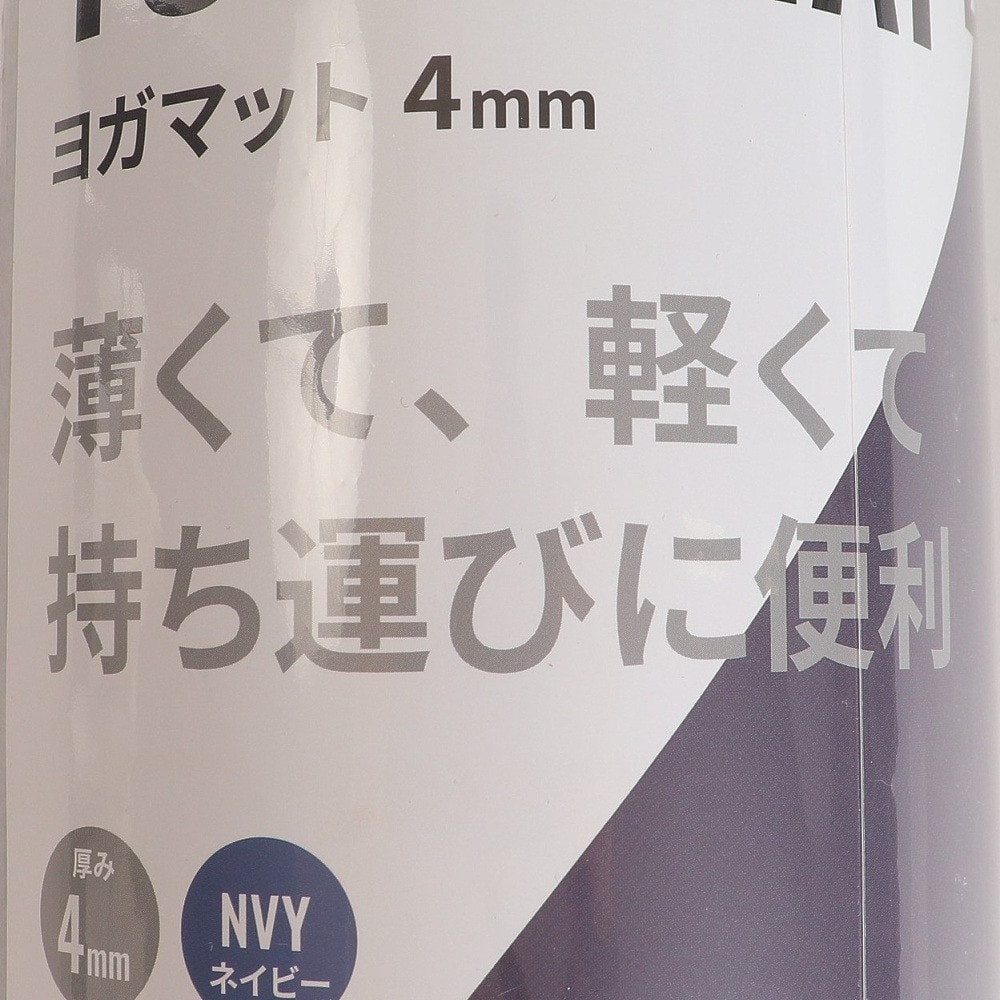 ヨガマット 4mm
薄くて、軽くて
持ち運びに便利
厚み
4mm
NVY
ネイビー